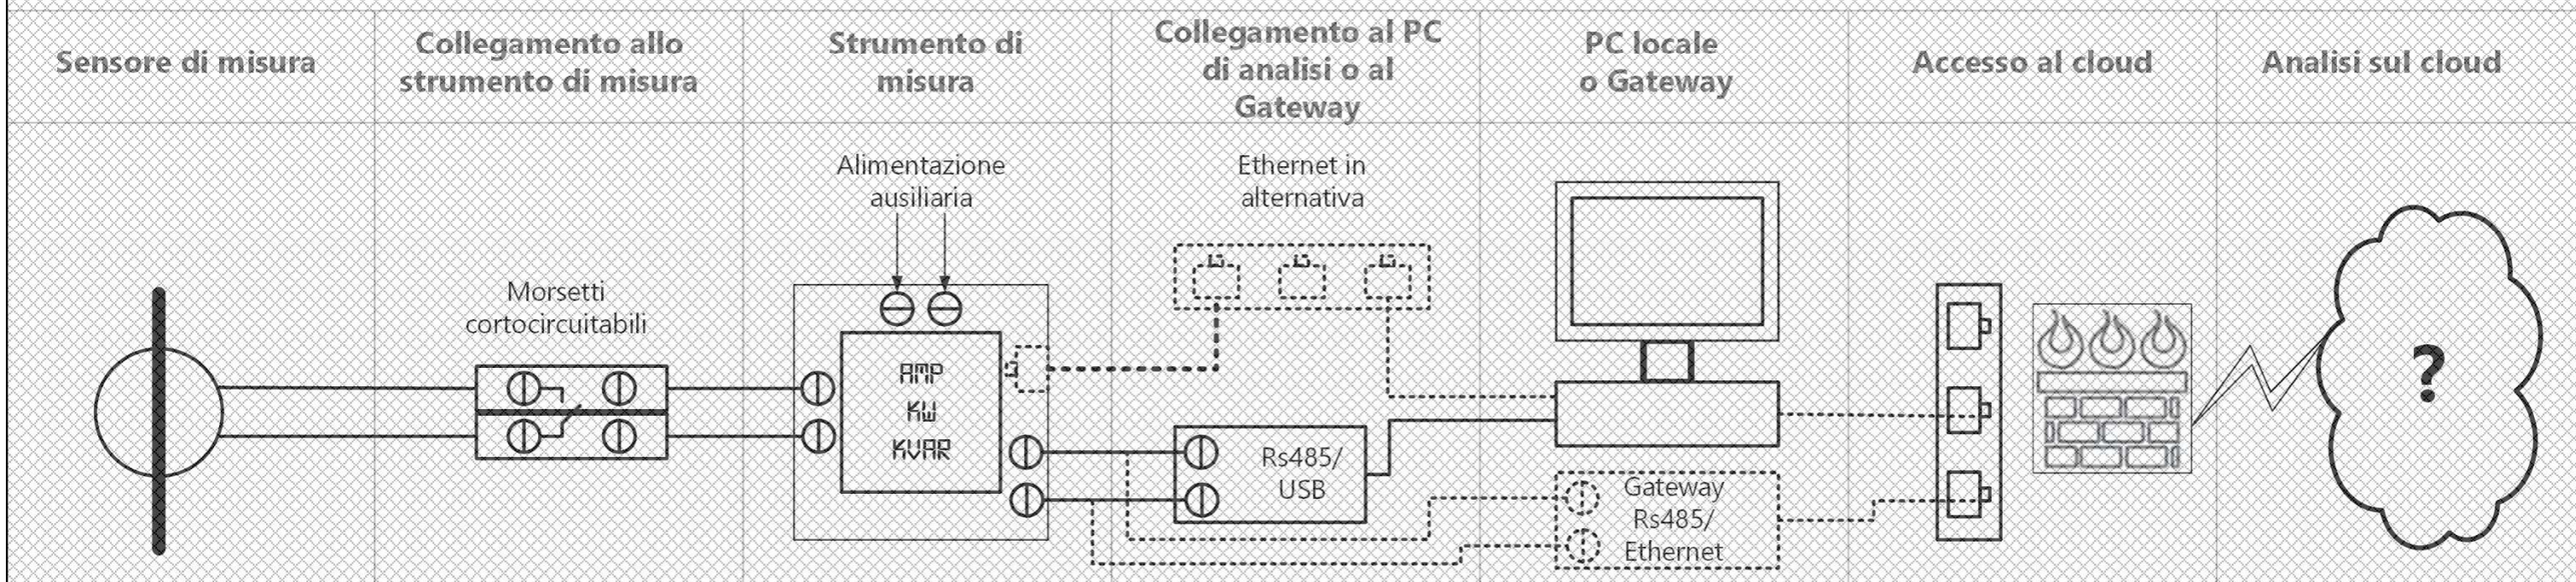 Sensore di misura
Collegamento allo
strumento di misura
Strumento di
misura
Collegamento al PC
di analisi o al
Gateway
PC locale
o Gateway
Accesso al cloud
Analisi sul cloud
Morsetti
cortocircuitabili
Alimentazione
ausiliaria
AMP
KW
KVAR
Ethernet in
alternativa
Rs485/
USB
Gateway
Rs485/
Ethernet
?